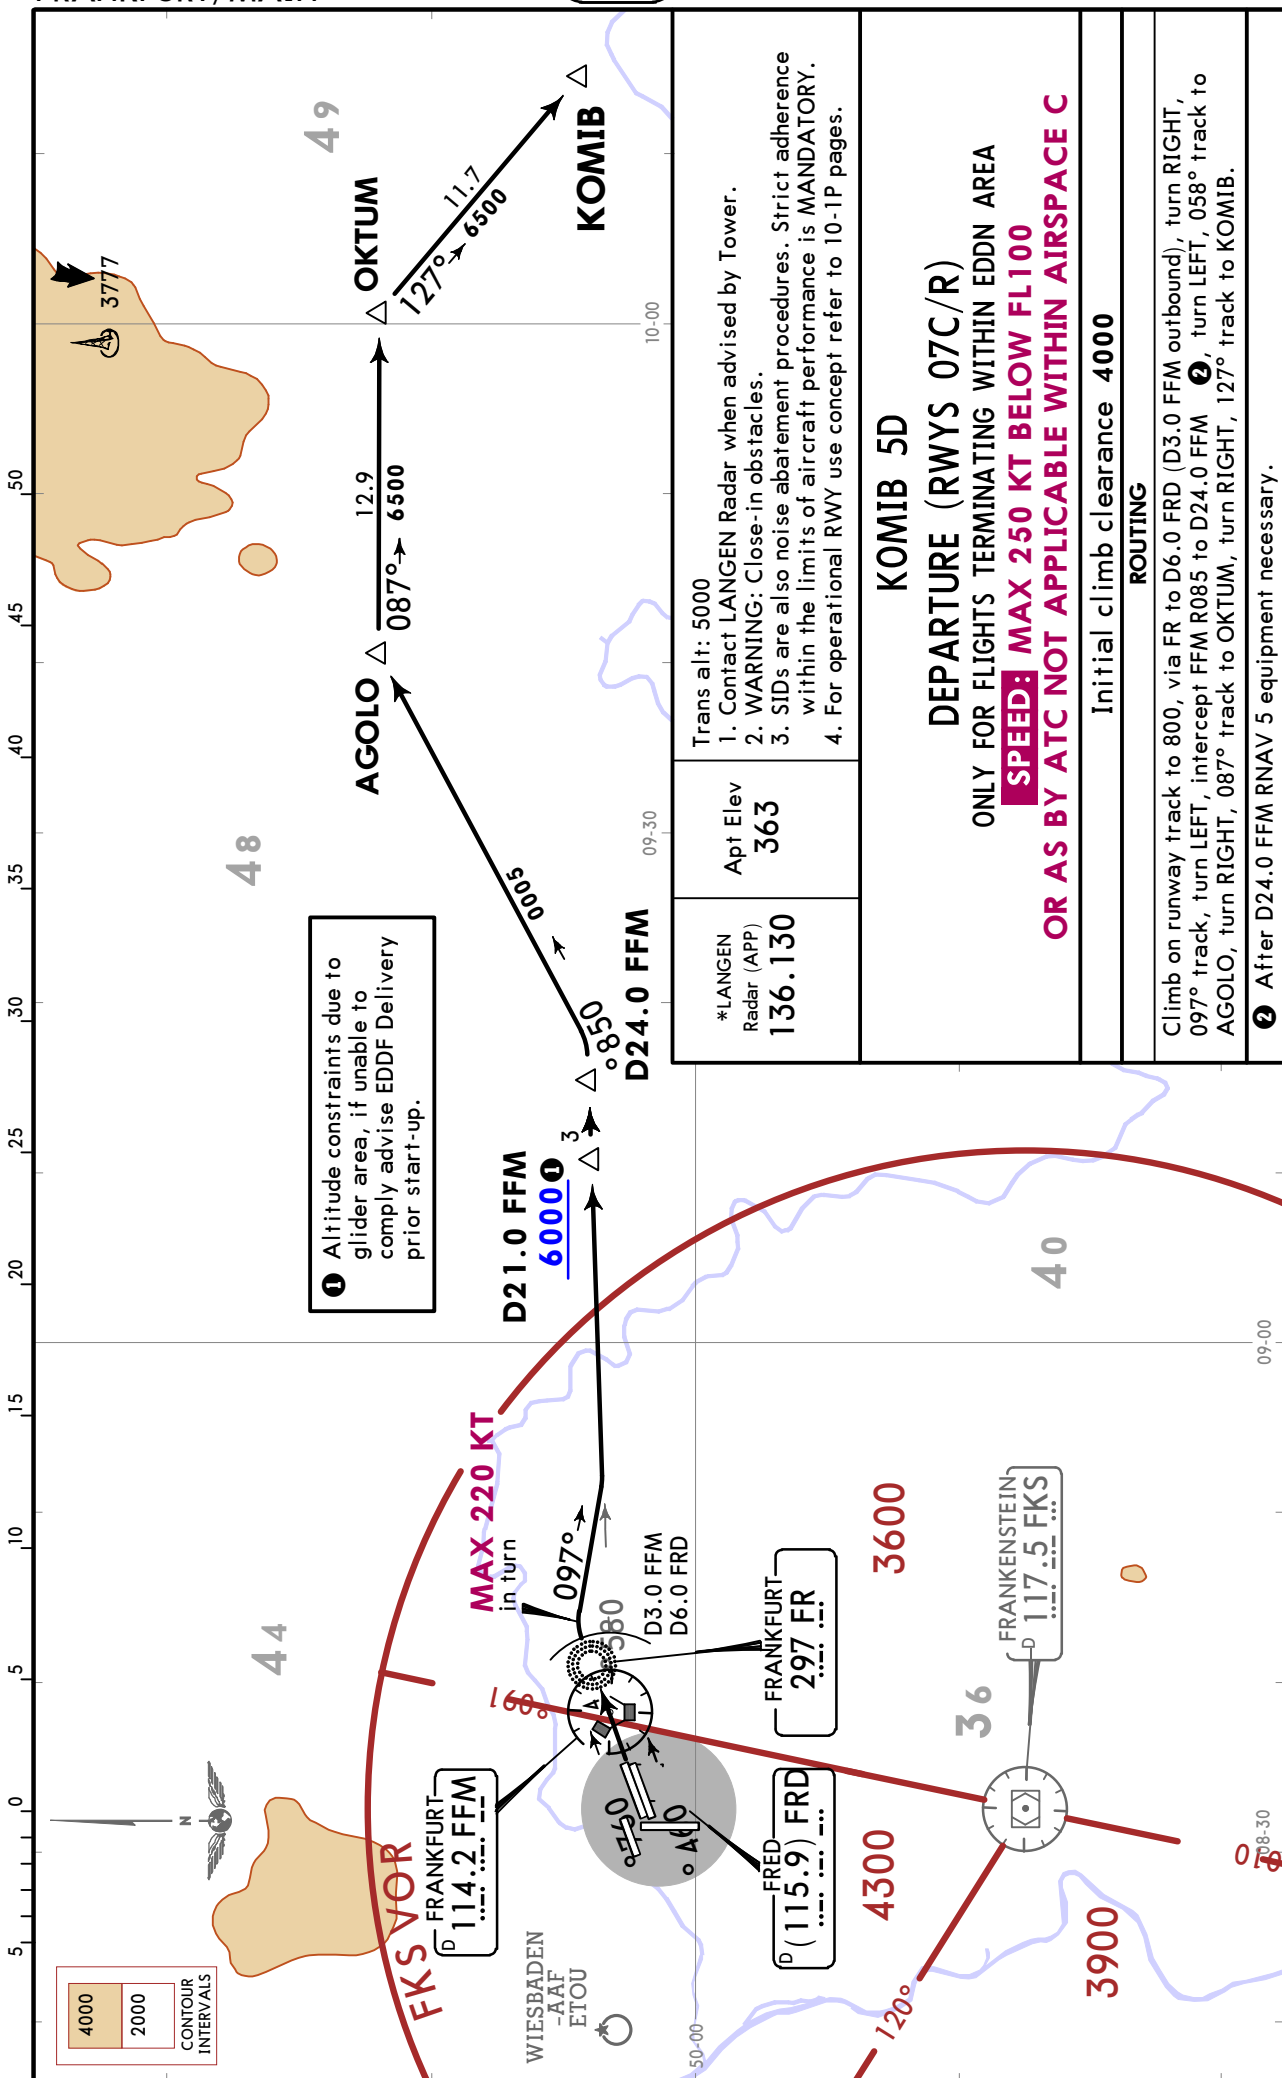 Trans alt: 5000
1. Contact LANGEN Radar when advised by Tower.
2. WARNING: Close-in obstacles.
3. SIDs are also noise abatement procedures. Strict adherence
within the limits of aircraft performance is MANDATORY.
4. For operational RWY use concept refer to 10-1P pages.
Apt Elev
363
*LANGEN
Radar (APP)
136.130
KOMIB 5D
DEPARTURE (RWYS 07C/R)
ONLY FOR FLIGHTS TERMINATING WITHIN EDDN AREA
SPEED: MAX 250 KT BELOW FL100
OR AS BY ATC NOT APPLICABLE WITHIN AIRSPACE C
Initial climb clearance 4000
ROUTING
Climb on runway track to 800, via FR to D6.0 FRD (D3.0 FFM outbound), turn RIGHT,
097° track, turn LEFT, intercept FFM R085 to D24.0 FFM ❷, turn LEFT, 058° track to
AGOLO, turn RIGHT, 087° track to OKTUM, turn RIGHT, 127° track to KOMIB.
❷ After D24.0 FFM RNAV 5 equipment necessary.
❶ Altitude constraints due to
glider area, if unable to
comply advise EDDF Delivery
prior start-up.
3777
49
48
44
40
36
OKTUM
KOMIB
AGOLO
127°
11.7
6500
12.9
087°
6500
058°
D24.0 FFM
3
D21.0 FFM
6000❶
MAX 220 KT
in turn
097°
D3.0 FFM
D6.0 FRD
580
FRANKFURT
297 FR
FRANKFURT
D 114.2 FFM
FRED
D (115.9) FRD
FRANKENSTEIN
D 117.5 FKS
FKS VOR
WIESBADEN
-AAF
ETOU
4000
2000
CONTOUR
INTERVALS
N
3600
4300
3900
120°
10-00
09-30
09-00
08-30
50-00
5
0
5
10
15
20
25
30
35
40
45
50